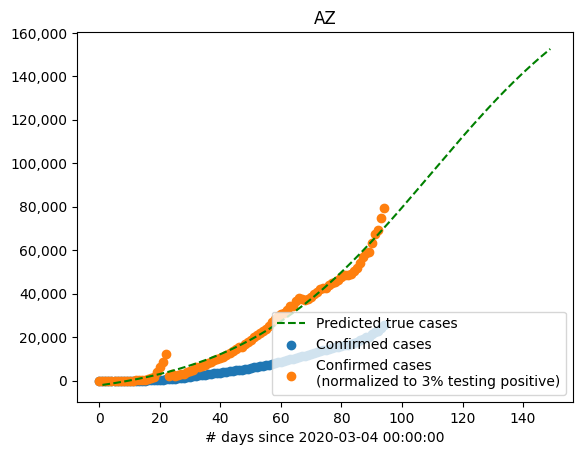 AZ
160,000
140,000
120,000
100,000
80,000
60,000
40,000
20,000
0
Predicted true cases
Confirmed cases
Confirmed cases
(normalized to 3% testing positive)
0 20 40 60 80 100 120 140
# days since 2020-03-04 00:00:00